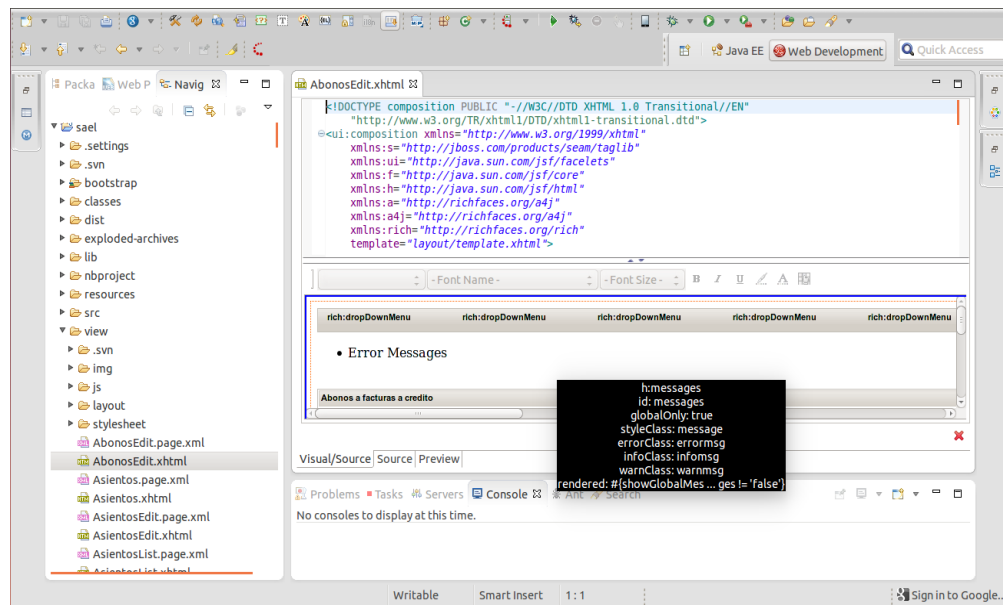 Java EE Web Development Quick Access
Packa Web P Navig
sael
.settings
.svn
bootstrap
classes
dist
exploded-archives
lib
nbproject
resources
src
view
.svn
img
js
layout
stylesheet
AbonosEdit.page.xml
AbonosEdit.xhtml
Asientos.page.xml
Asientos.xhtml
AsientosEdit.page.xml
AsientosEdit.xhtml
AsientosList.page.xml
AsientosList.xhtml
AbonosEdit.xhtml
<!DOCTYPE composition PUBLIC "-//W3C//DTD XHTML 1.0 Transitional//EN"
"http://www.w3.org/TR/xhtml1/DTD/xhtml1-transitional.dtd">
<ui:composition xmlns="http://www.w3.org/1999/xhtml"
xmlns:s="http://jboss.com/products/seam/taglib"
xmlns:ui="http://java.sun.com/jsf/facelets"
xmlns:f="http://java.sun.com/jsf/core"
xmlns:h="http://java.sun.com/jsf/html"
xmlns:a="http://richfaces.org/a4j"
xmlns:a4j="http://richfaces.org/a4j"
xmlns:rich="http://richfaces.org/rich"
template="layout/template.xhtml">
- Font Name - - Font Size - B I U A
rich:dropDownMenu rich:dropDownMenu rich:dropDownMenu rich:dropDownMenu rich:dropDownMenu
• Error Messages
Abonos a facturas a credito
h:messages
id: messages
globalOnly: true
styleClass: message
errorClass: errormsg
infoClass: infomsg
warnClass: warnmsg
rendered: #{showGlobalMes ... ges != 'false'}
Visual/Source Source Preview
Problems Tasks Servers Console Ant Search
No consoles to display at this time.
Writable Smart Insert 1 : 1 Sign in to Google...